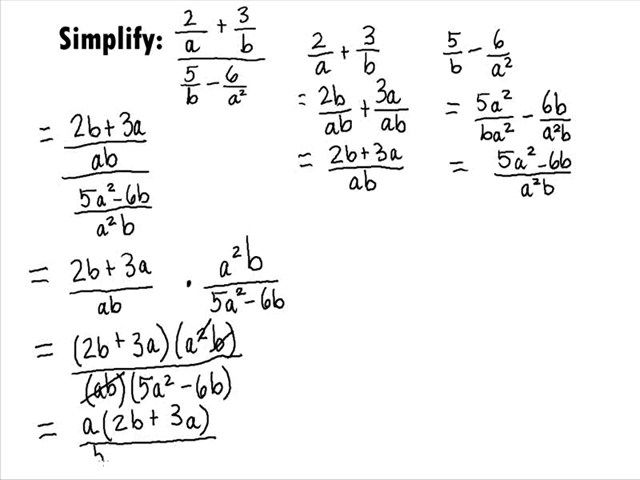 Simplify: (2/a + 3/b)/(5/b - 6/a²)
2/a + 3/b
= 2b/ab + 3a/ab
= (2b + 3a)/ab
5/b - 6/a²
= 5a²/ba² - 6b/a²b
= (5a² - 6b)/a²b
= ((2b + 3a)/ab)/((5a² - 6b)/a²b)
= (2b + 3a)/ab · a²b/(5a² - 6b)
= (2b + 3a)(a²b)/(ab)(5a² - 6b)
= a(2b + 3a)/